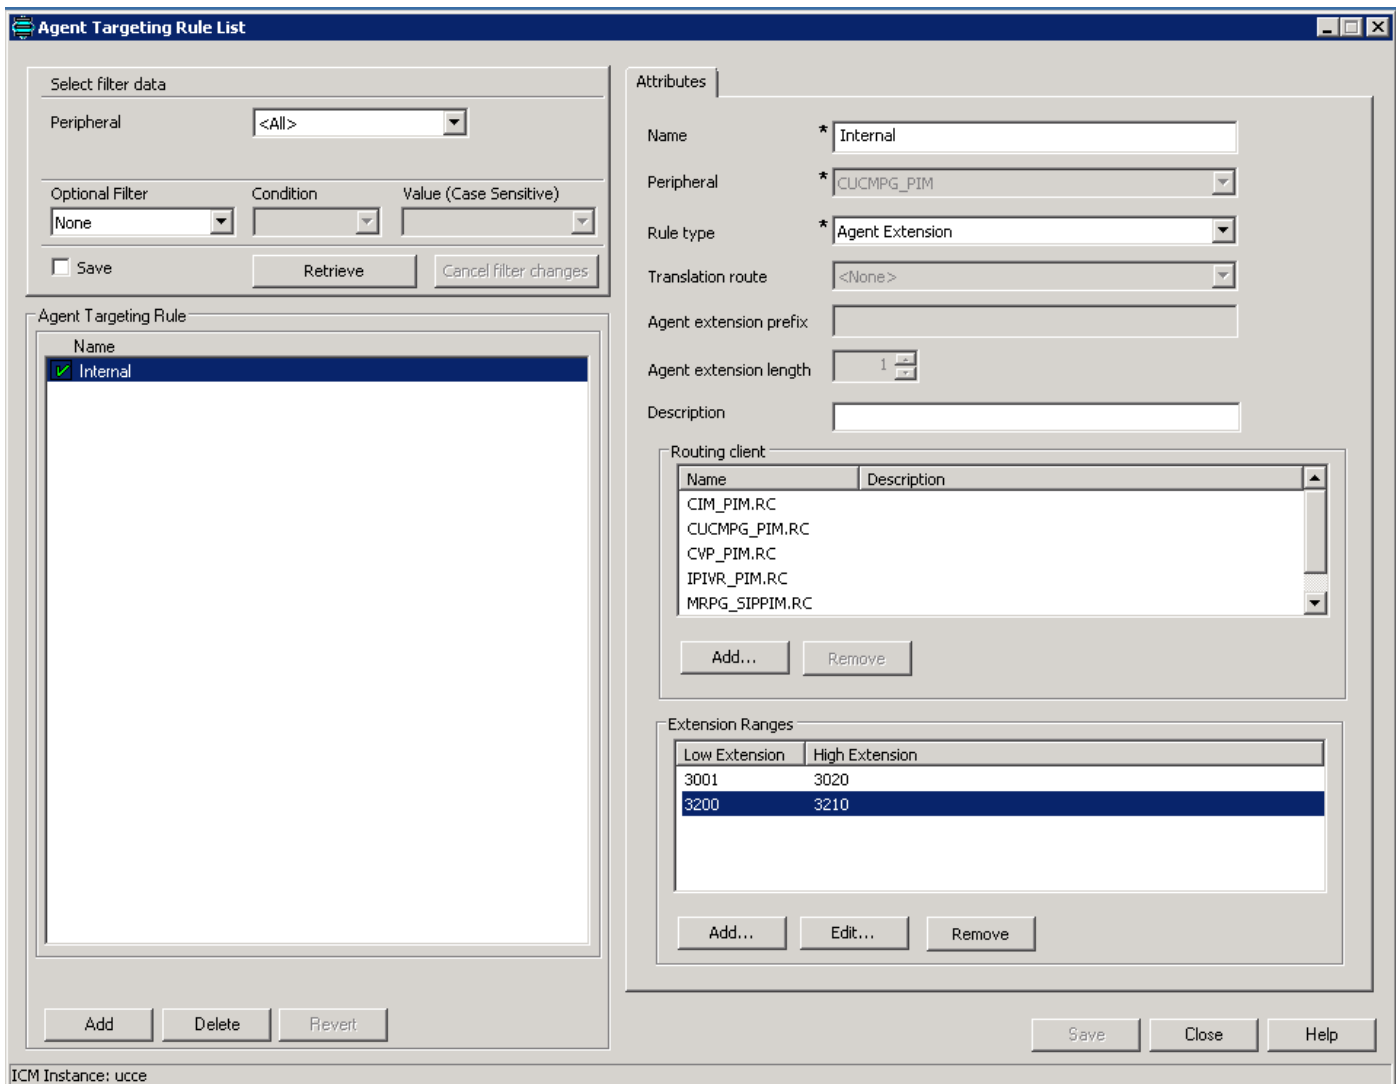 Agent Targeting Rule List
Select filter data
Peripheral
<All>
Optional Filter
Condition
Value (Case Sensitive)
None
Save
Retrieve
Cancel filter changes
Agent Targeting Rule
Name
Internal
Add
Delete
Revert
Attributes
Name
* Internal
Peripheral
* CUCMPG_PIM
Rule type
* Agent Extension
Translation route
<None>
Agent extension prefix
Agent extension length
1
Description
Routing client
Name Description
CIM_PIM.RC
CUCMPG_PIM.RC
CVP_PIM.RC
IPIVR_PIM.RC
MRPG_SIPPIM.RC
Add...
Remove
Extension Ranges
Low Extension High Extension
3001 3020
3200 3210
Add...
Edit...
Remove
Save
Close
Help
ICM Instance: ucce